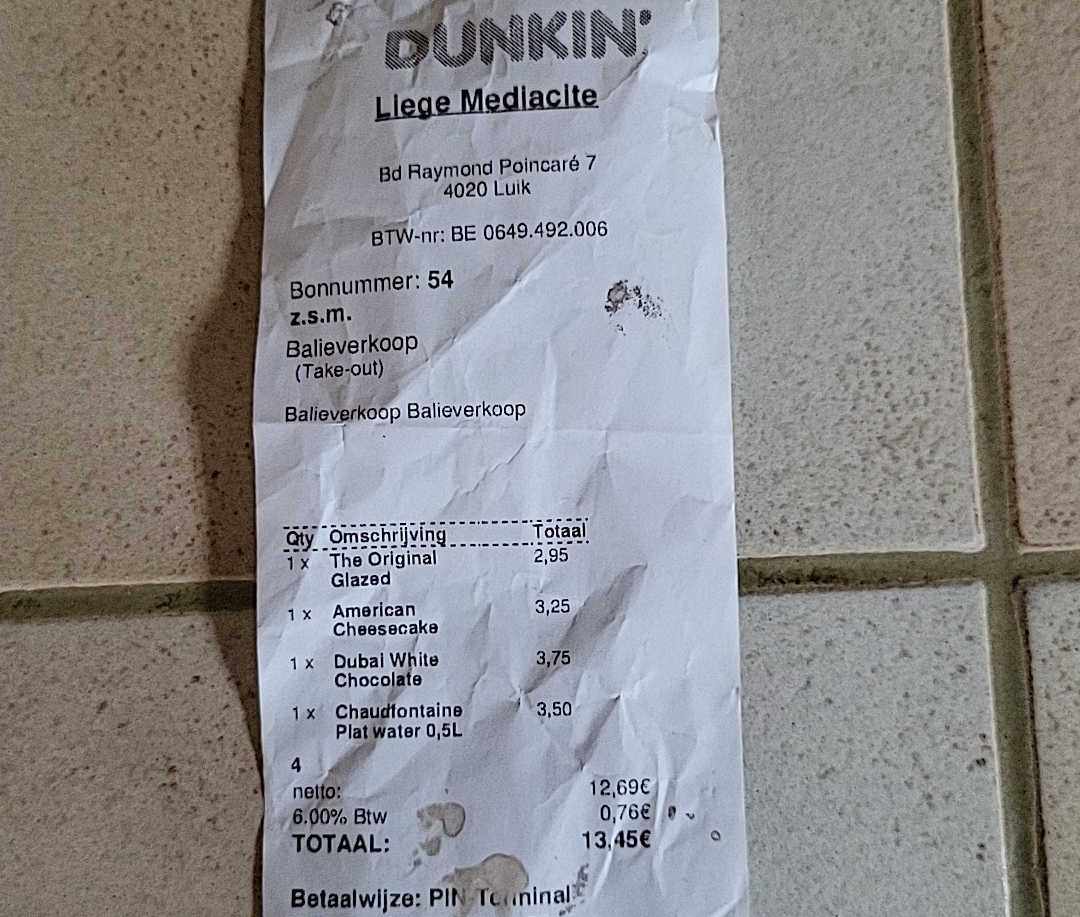 DUNKIN'
Liege Mediacite
Bd Raymond Poincaré 7
4020 Luik
BTW-nr: BE 0649.492.006
Bonnummer: 54
z.s.m.
Balieverkoop
(Take-out)
Balieverkoop Balieverkoop
Qty Omschrijving Totaal
1 x The Original 2,95
Glazed
1 x American 3,25
Cheesecake
1 x Dubai White 3,75
Chocolate
1 x Chaudfontaine 3,50
Plat water 0,5L
4
netto: 12,69€
6.00% Btw 0,76€
TOTAAL: 13,45€
Betaalwijze: PIN Terminal